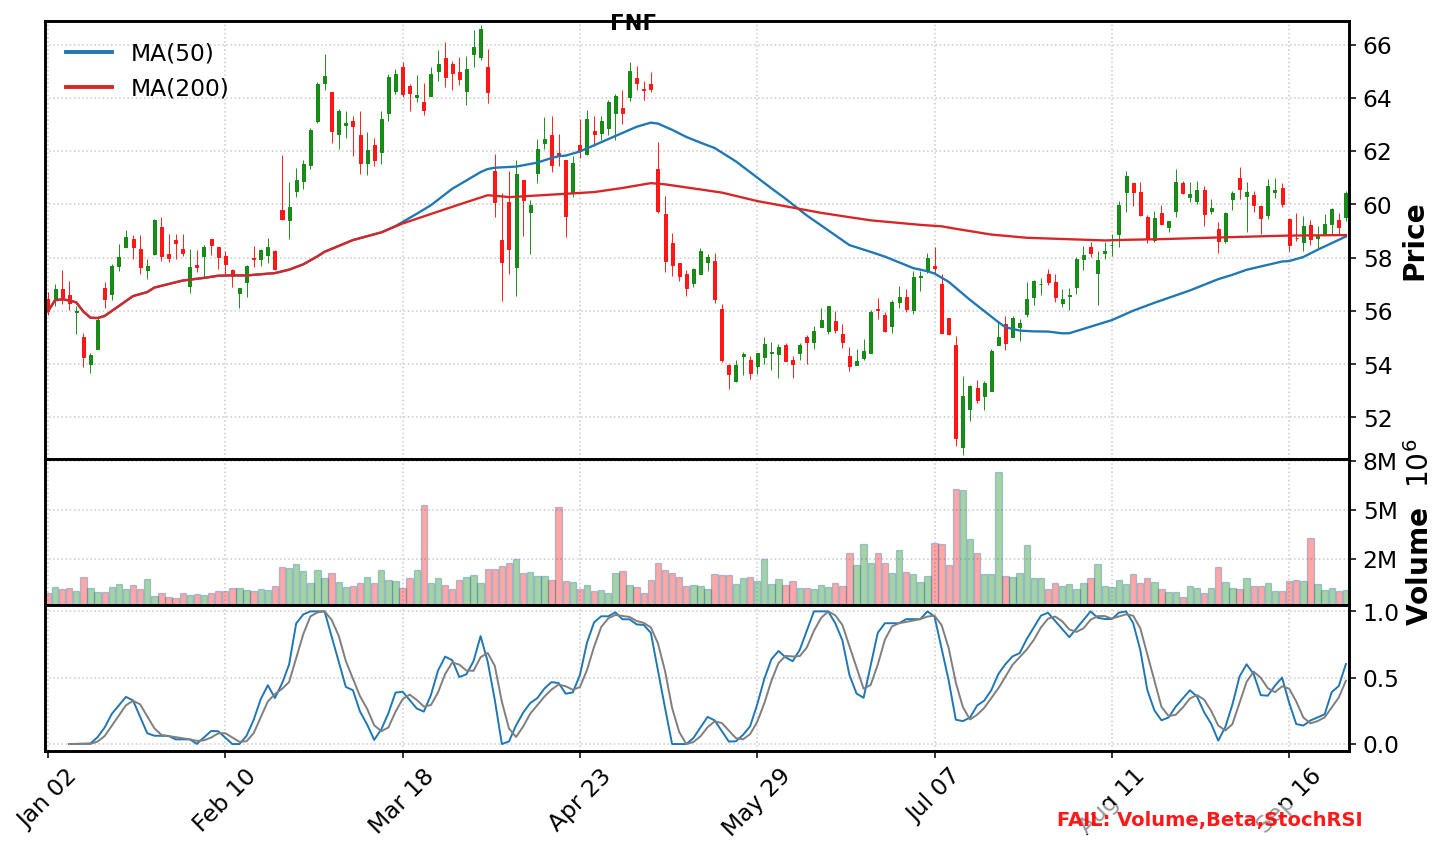 FNF
MA(50)
MA(200)
66
64
62
60
58
56
54
52
Price
8M
5M
2M
Volume 10^6
1.0
0.5
0.0
Jan 02
Feb 10
Mar 18
Apr 23
May 29
Jul 07
Aug 11
Sep 16
FAIL: Volume,Beta,StochRSI